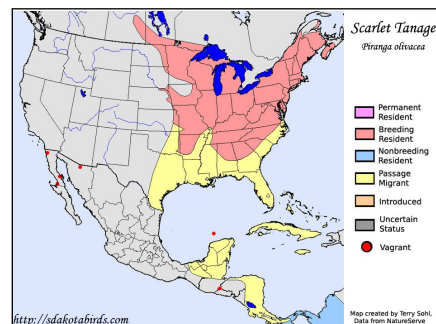 Scarlet Tanage
Piranga olivacea
Permanent
Resident
Breeding
Resident
Nonbreeding
Resident
Passage
Migrant
Introduced
Uncertain
Status
Vagrant
http://sdakotabirds.com
Map created by Terry Sohl,
Data from NatureServe